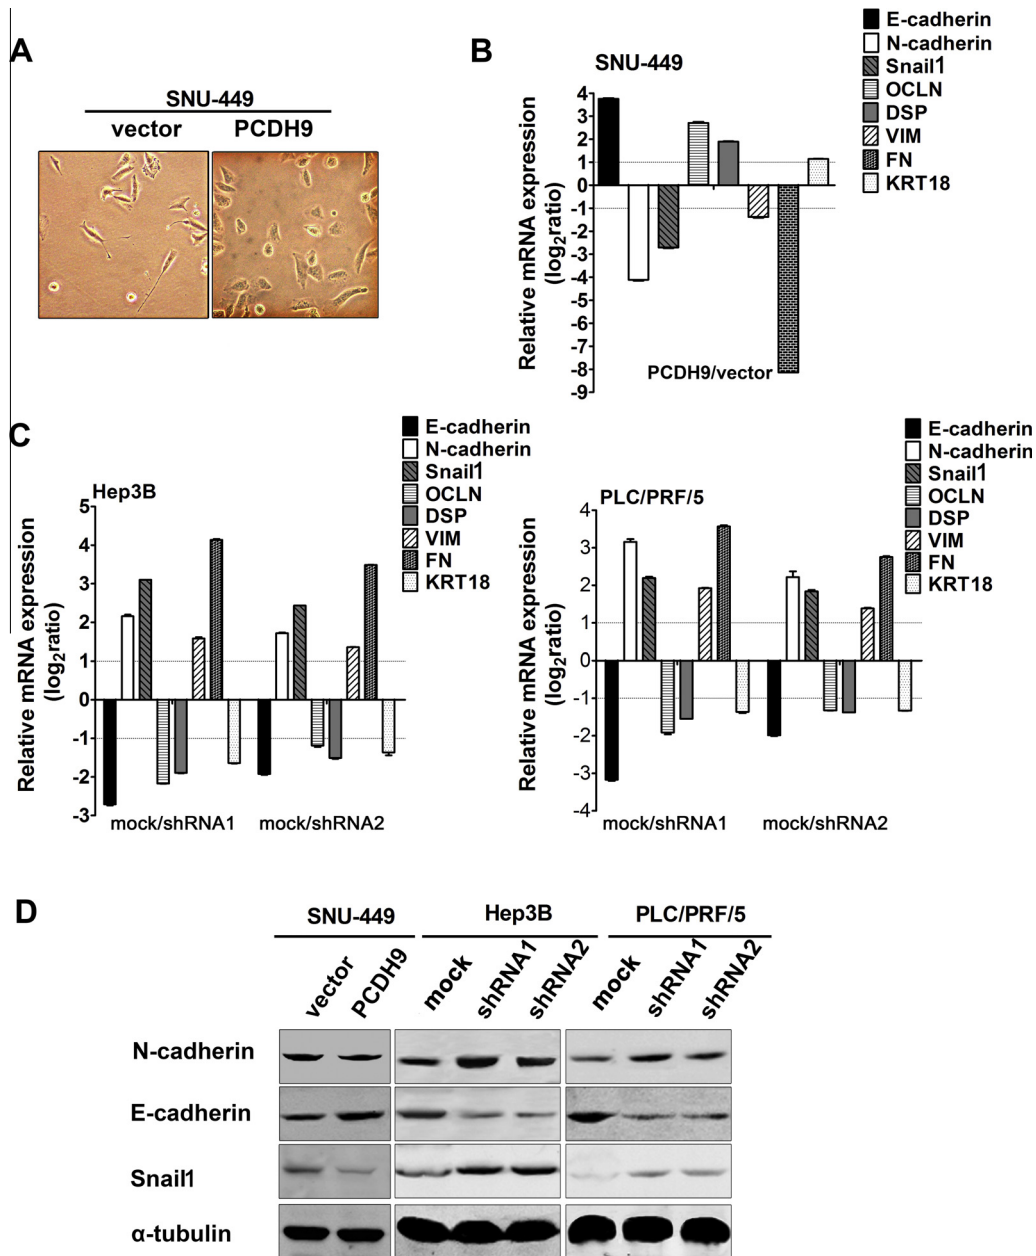 A
SNU-449
vector PCDH9
B
SNU-449
Relative mRNA expression
(log2ratio)
4
3
2
1
0
-1
-2
-3
-4
-5
-6
-7
-8
-9
PCDH9/vector
E-cadherin
N-cadherin
Snail1
OCLN
DSP
VIM
FN
KRT18
C
Hep3B
Relative mRNA expression
(log2ratio)
5
4
3
2
1
0
-1
-2
-3
mock/shRNA1 mock/shRNA2
E-cadherin
N-cadherin
Snail1
OCLN
DSP
VIM
FN
KRT18
PLC/PRF/5
Relative mRNA expression
(log2ratio)
4
3
2
1
0
-1
-2
-3
-4
mock/shRNA1 mock/shRNA2
E-cadherin
N-cadherin
Snail1
OCLN
DSP
VIM
FN
KRT18
D
SNU-449 Hep3B PLC/PRF/5
vector PCDH9 mock shRNA1 shRNA2 mock shRNA1 shRNA2
N-cadherin
E-cadherin
Snail1
α-tubulin